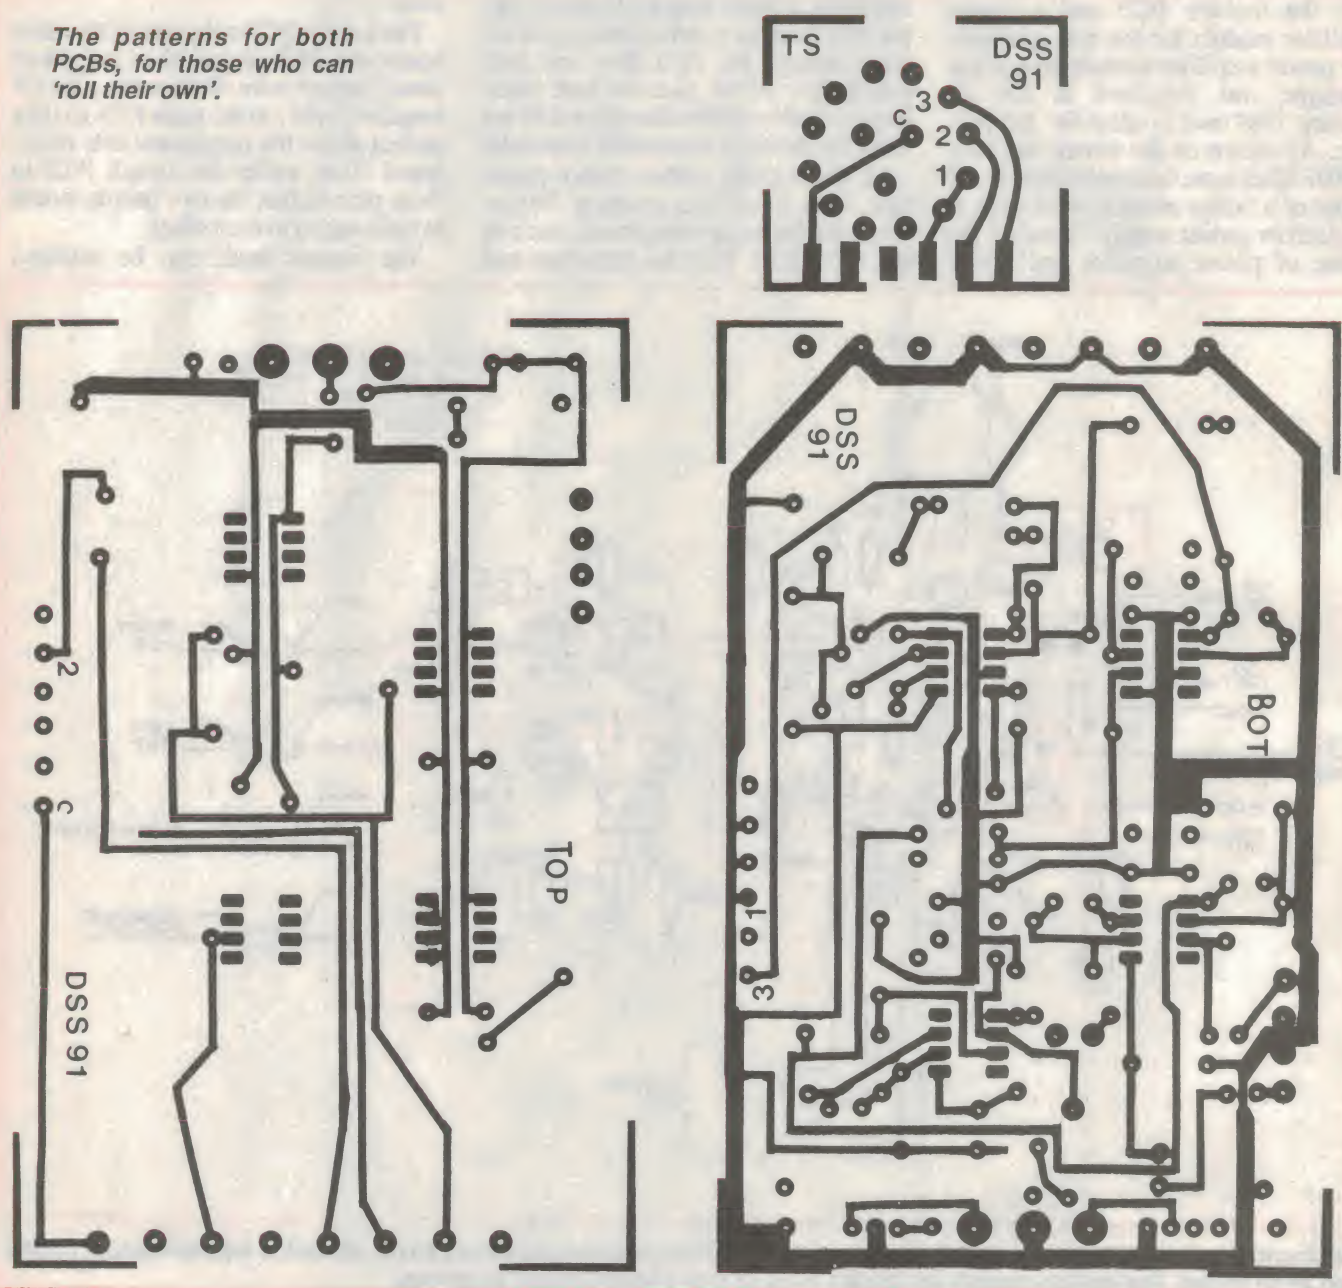 The patterns for both
PCBs, for those who can
'roll their own'.
TS
DSS
91
3
c
2
1
2
c
TOP
DSS 91
DSS
91
BOT
1
3